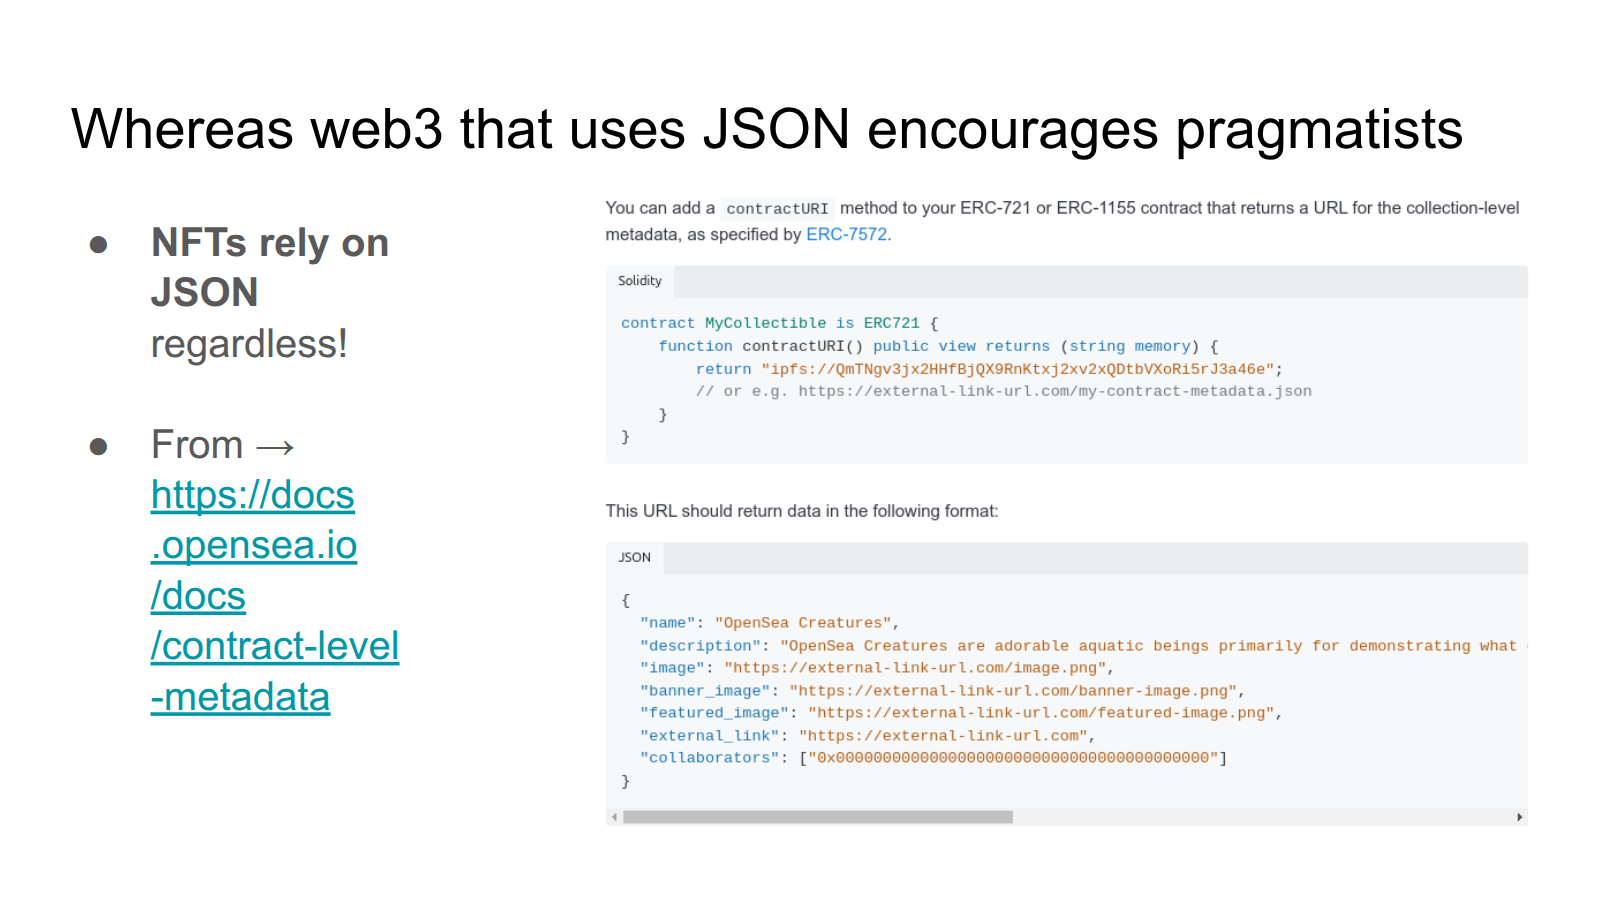 Whereas web3 that uses JSON encourages pragmatists
● NFTs rely on
JSON
regardless!
● From →
https://docs
.opensea.io
/docs
/contract-level
-metadata
You can add a contractURI method to your ERC-721 or ERC-1155 contract that returns a URL for the collection-level
metadata, as specified by ERC-7572.
Solidity
contract MyCollectible is ERC721 {
    function contractURI() public view returns (string memory) {
        return "ipfs://QmTNgv3jx2HHfBjQX9RnKtxj2xv2xQDtbVXoRi5rJ3a46e";
        // or e.g. https://external-link-url.com/my-contract-metadata.json
    }
}
This URL should return data in the following format:
JSON
{
  "name": "OpenSea Creatures",
  "description": "OpenSea Creatures are adorable aquatic beings primarily for demonstrating what
  "image": "https://external-link-url.com/image.png",
  "banner_image": "https://external-link-url.com/banner-image.png",
  "featured_image": "https://external-link-url.com/featured-image.png",
  "external_link": "https://external-link-url.com",
  "collaborators": ["0x0000000000000000000000000000000000000000"]
}